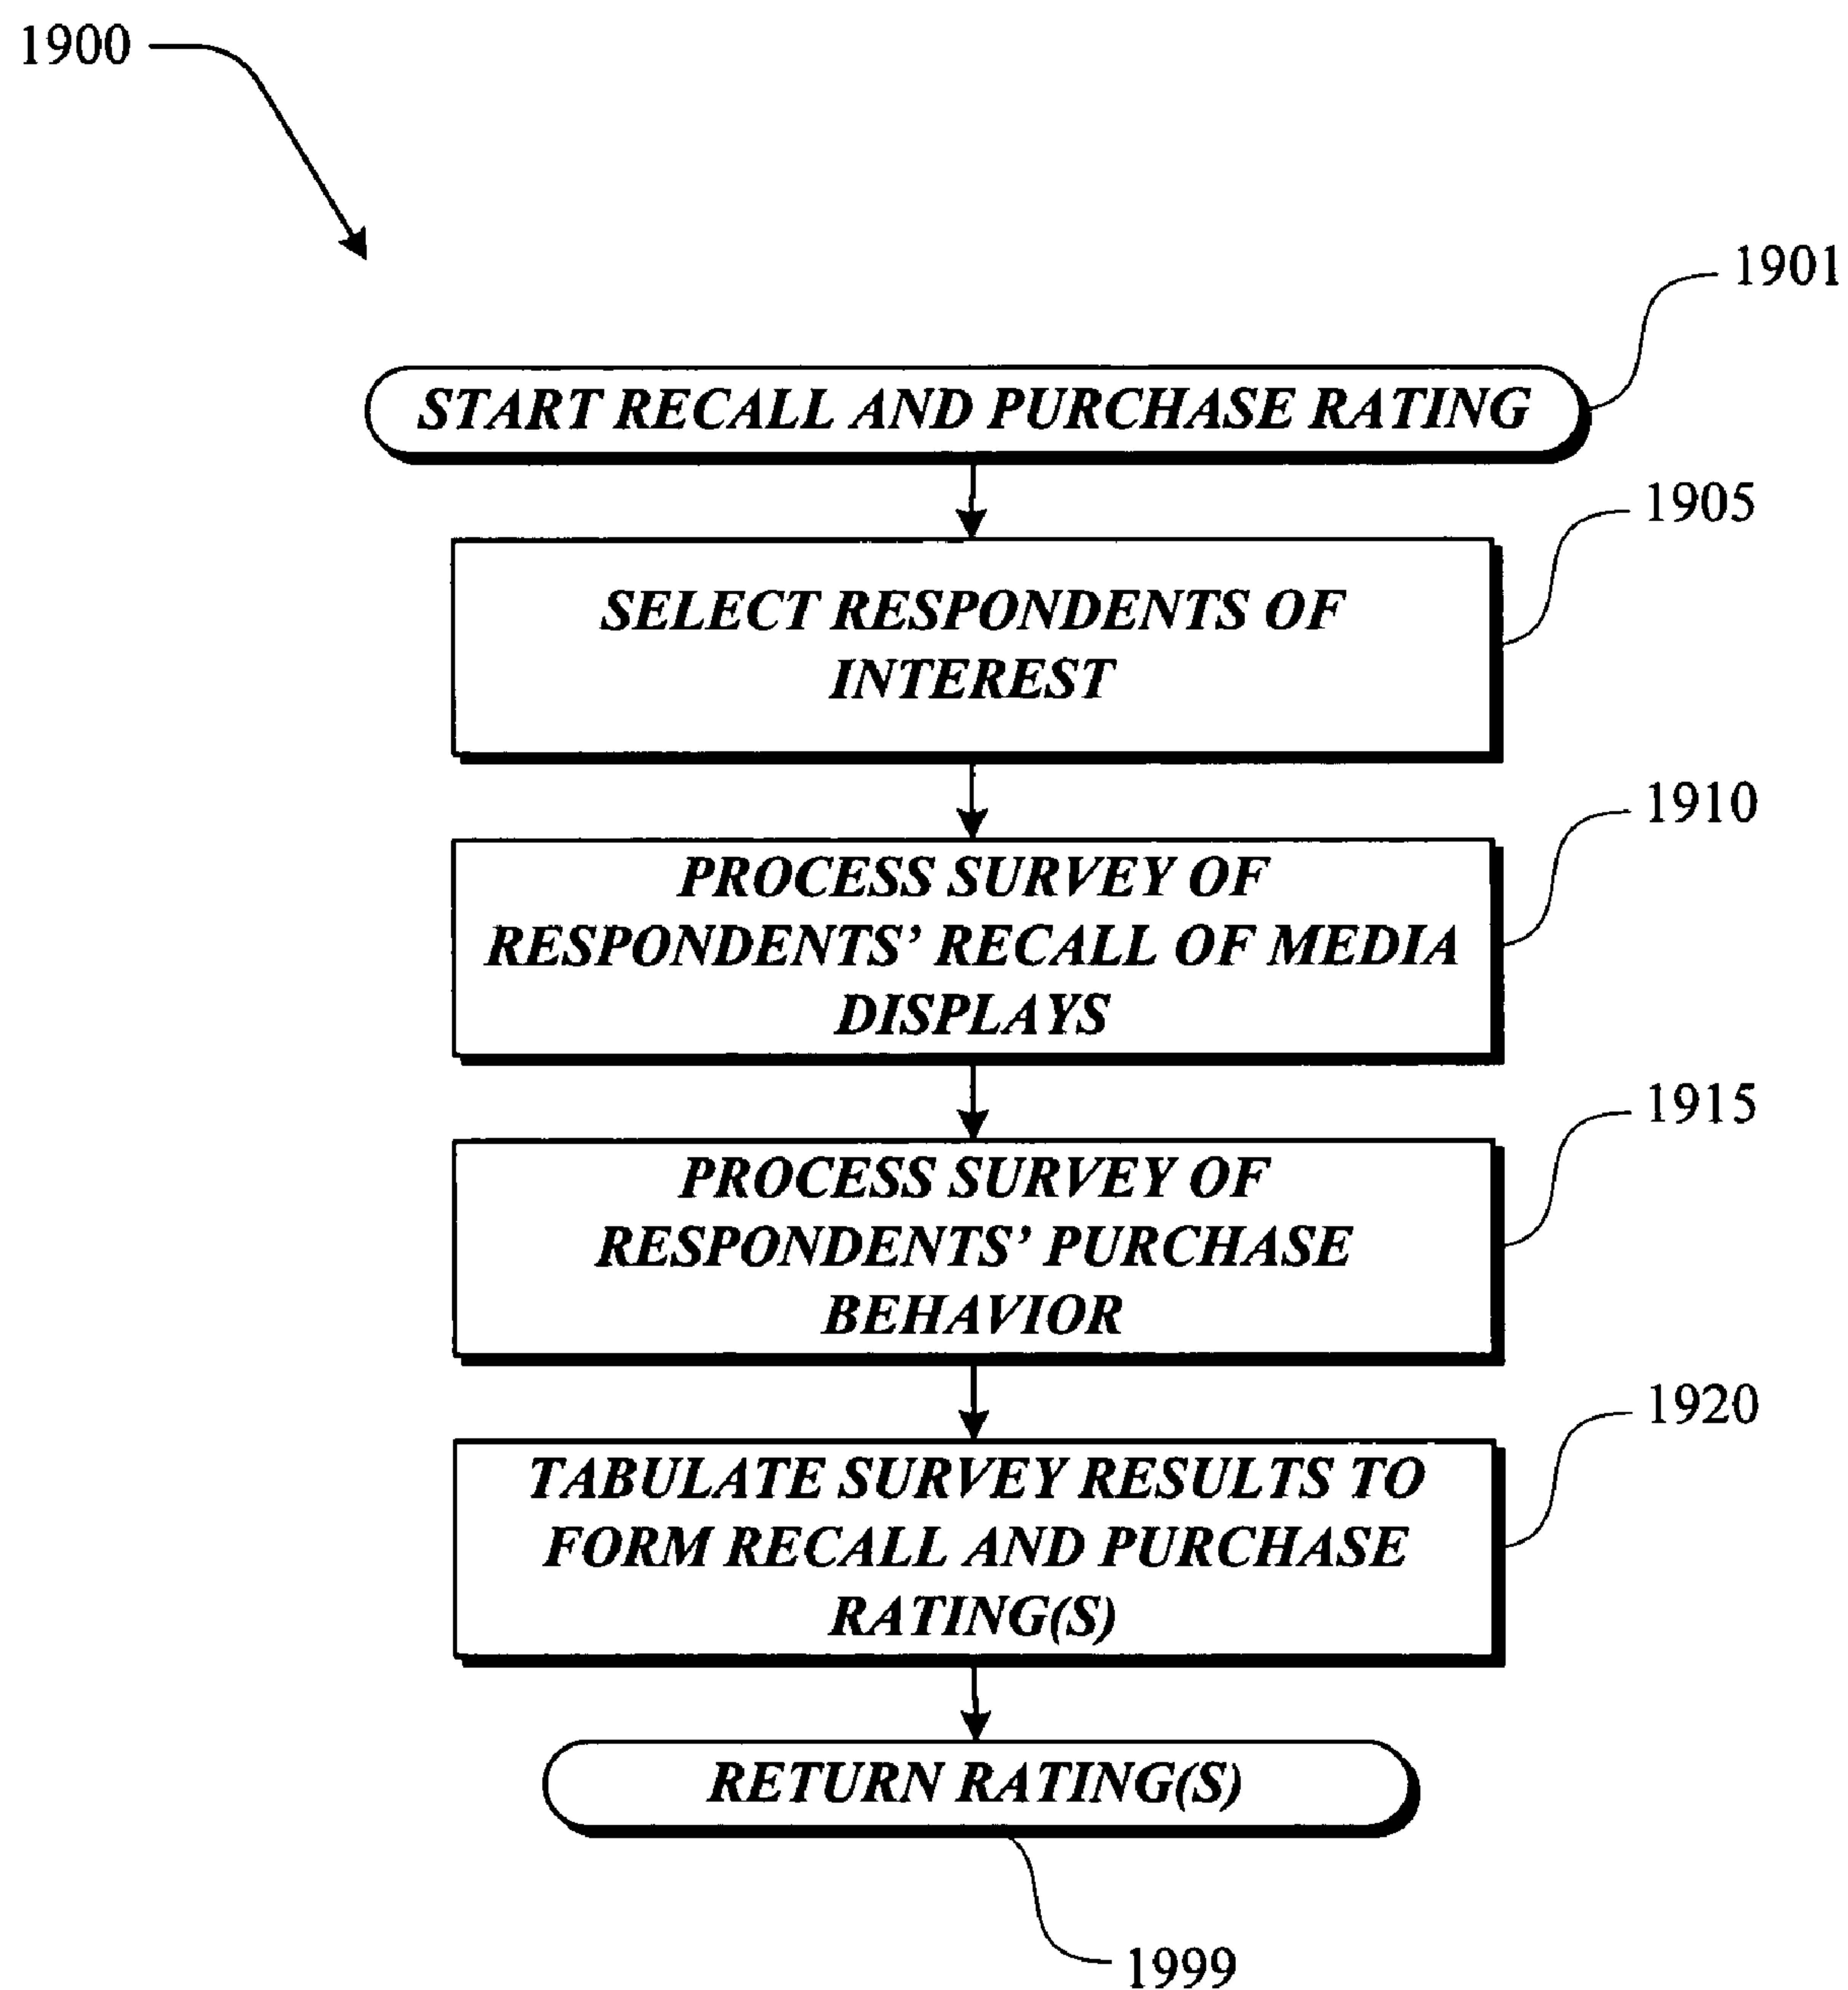 1900
1901
START RECALL AND PURCHASE RATING
1905
SELECT RESPONDENTS OF
INTEREST
1910
PROCESS SURVEY OF
RESPONDENTS’ RECALL OF MEDIA
DISPLAYS
1915
PROCESS SURVEY OF
RESPONDENTS’ PURCHASE
BEHAVIOR
1920
TABULATE SURVEY RESULTS TO
FORM RECALL AND PURCHASE
RATING(S)
RETURN RATING(S)
1999